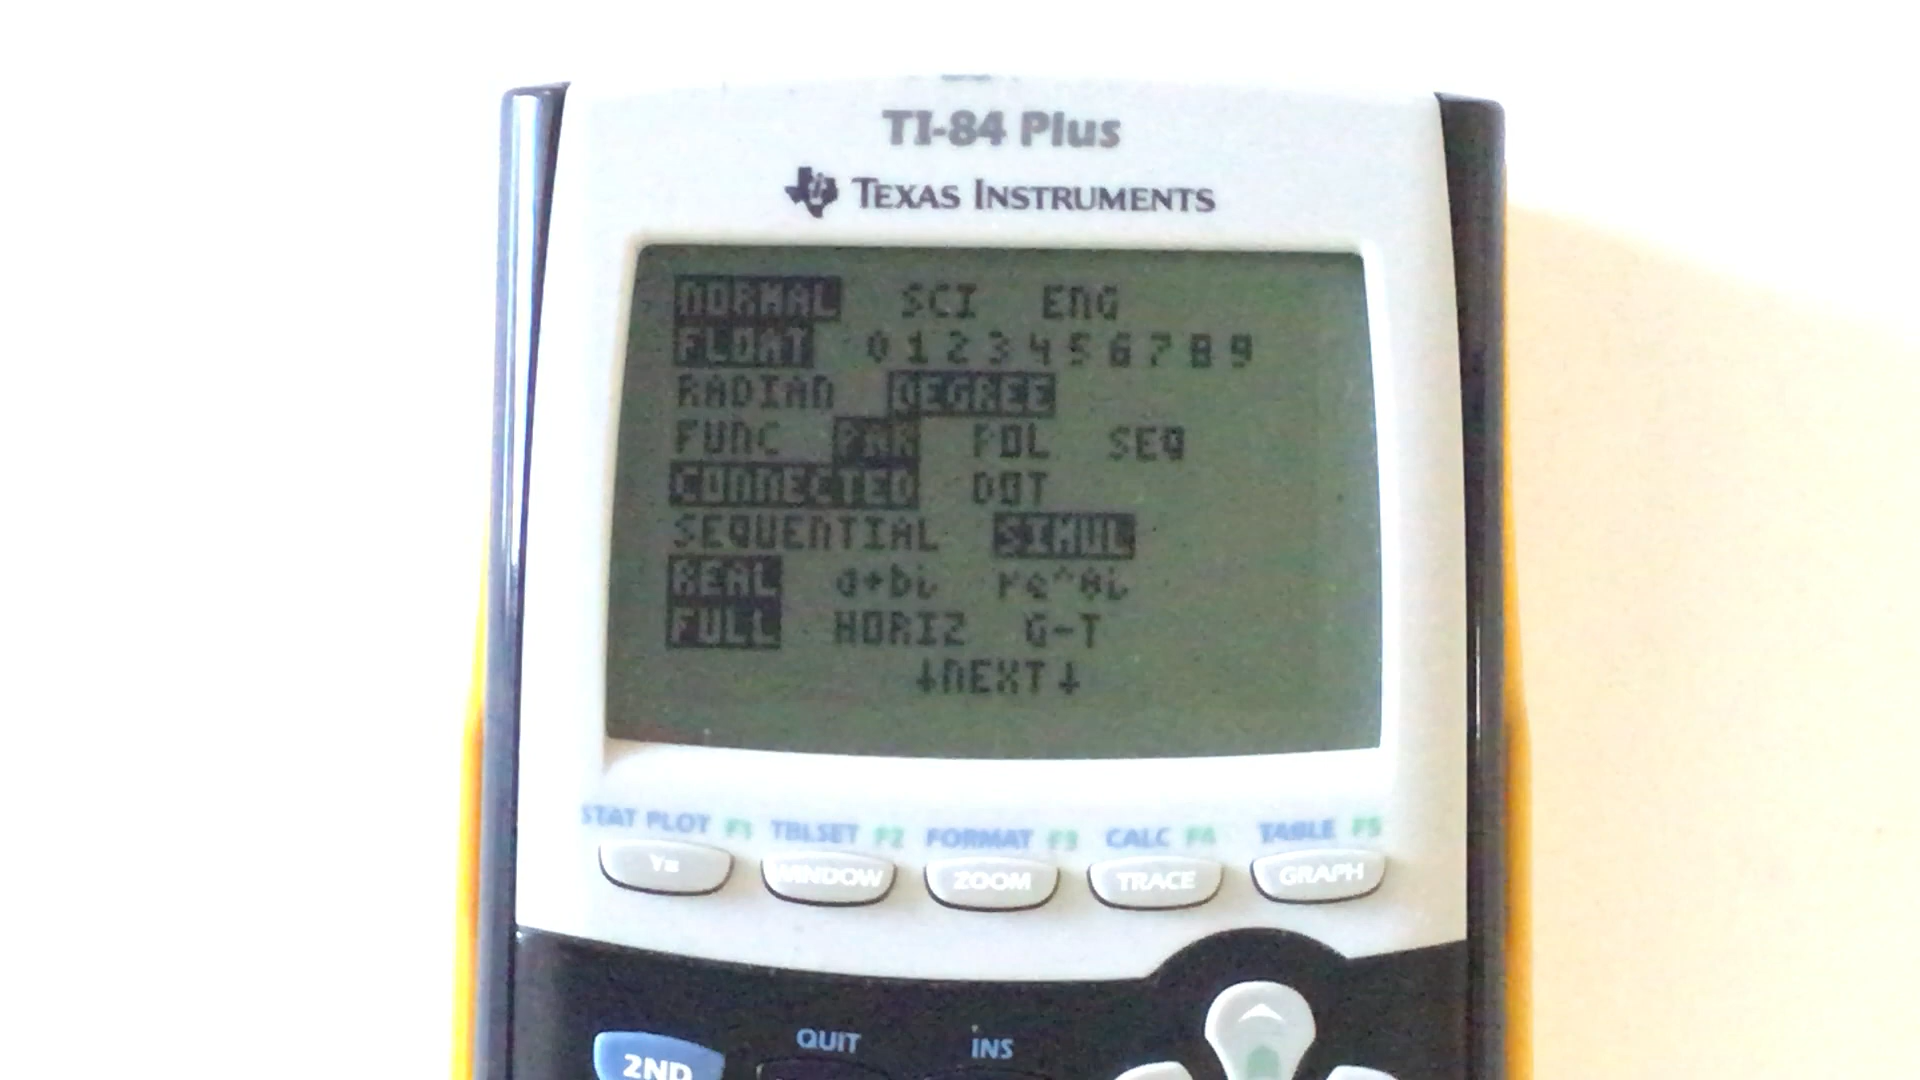 TI-84 Plus
TEXAS INSTRUMENTS
NORMAL SCI ENG
FLOAT 0 1 2 3 4 5 6 7 8 9
RADIAN DEGREE
FUNC PAR POL SEQ
CONNECTED DOT
SEQUENTIAL SIMUL
REAL a+bi re^θi
FULL HORIZ G-T
↓NEXT↓
STAT PLOT F1 TBLSET F2 FORMAT F3 CALC F4 TABLE F5
Y= WINDOW ZOOM TRACE GRAPH
QUIT INS
2ND